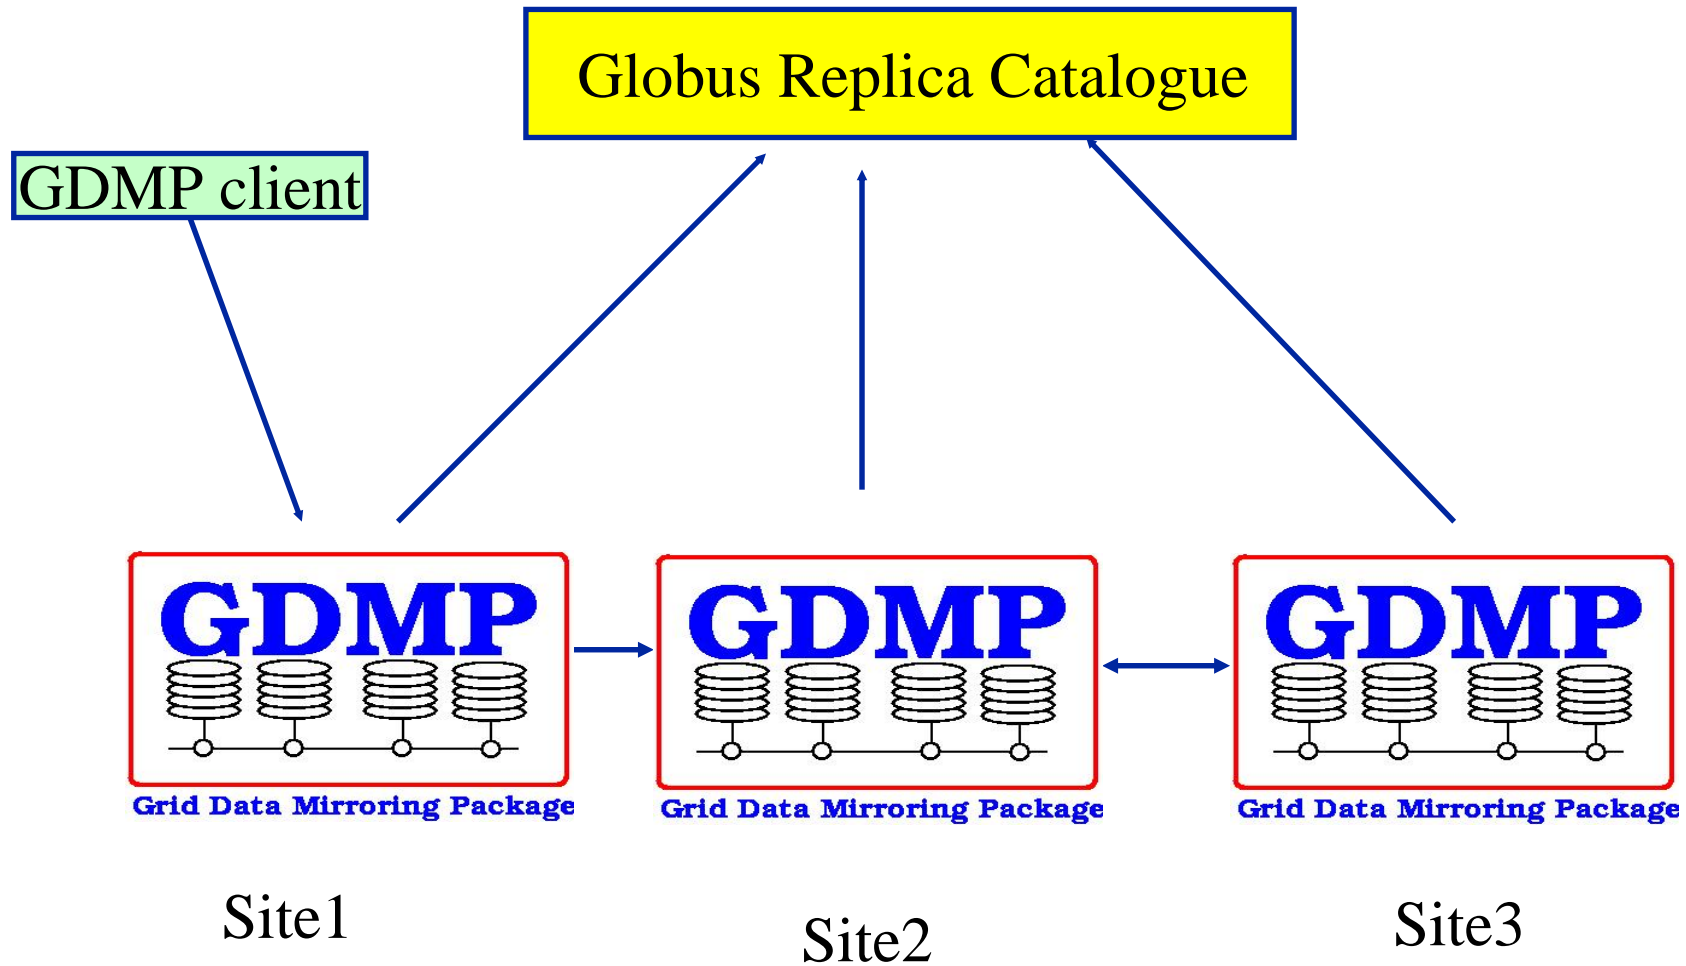 Globus Replica Catalogue
GDMP client
GDMP
Grid Data Mirroring Package
GDMP
Grid Data Mirroring Package
GDMP
Grid Data Mirroring Package
Site1
Site2
Site3